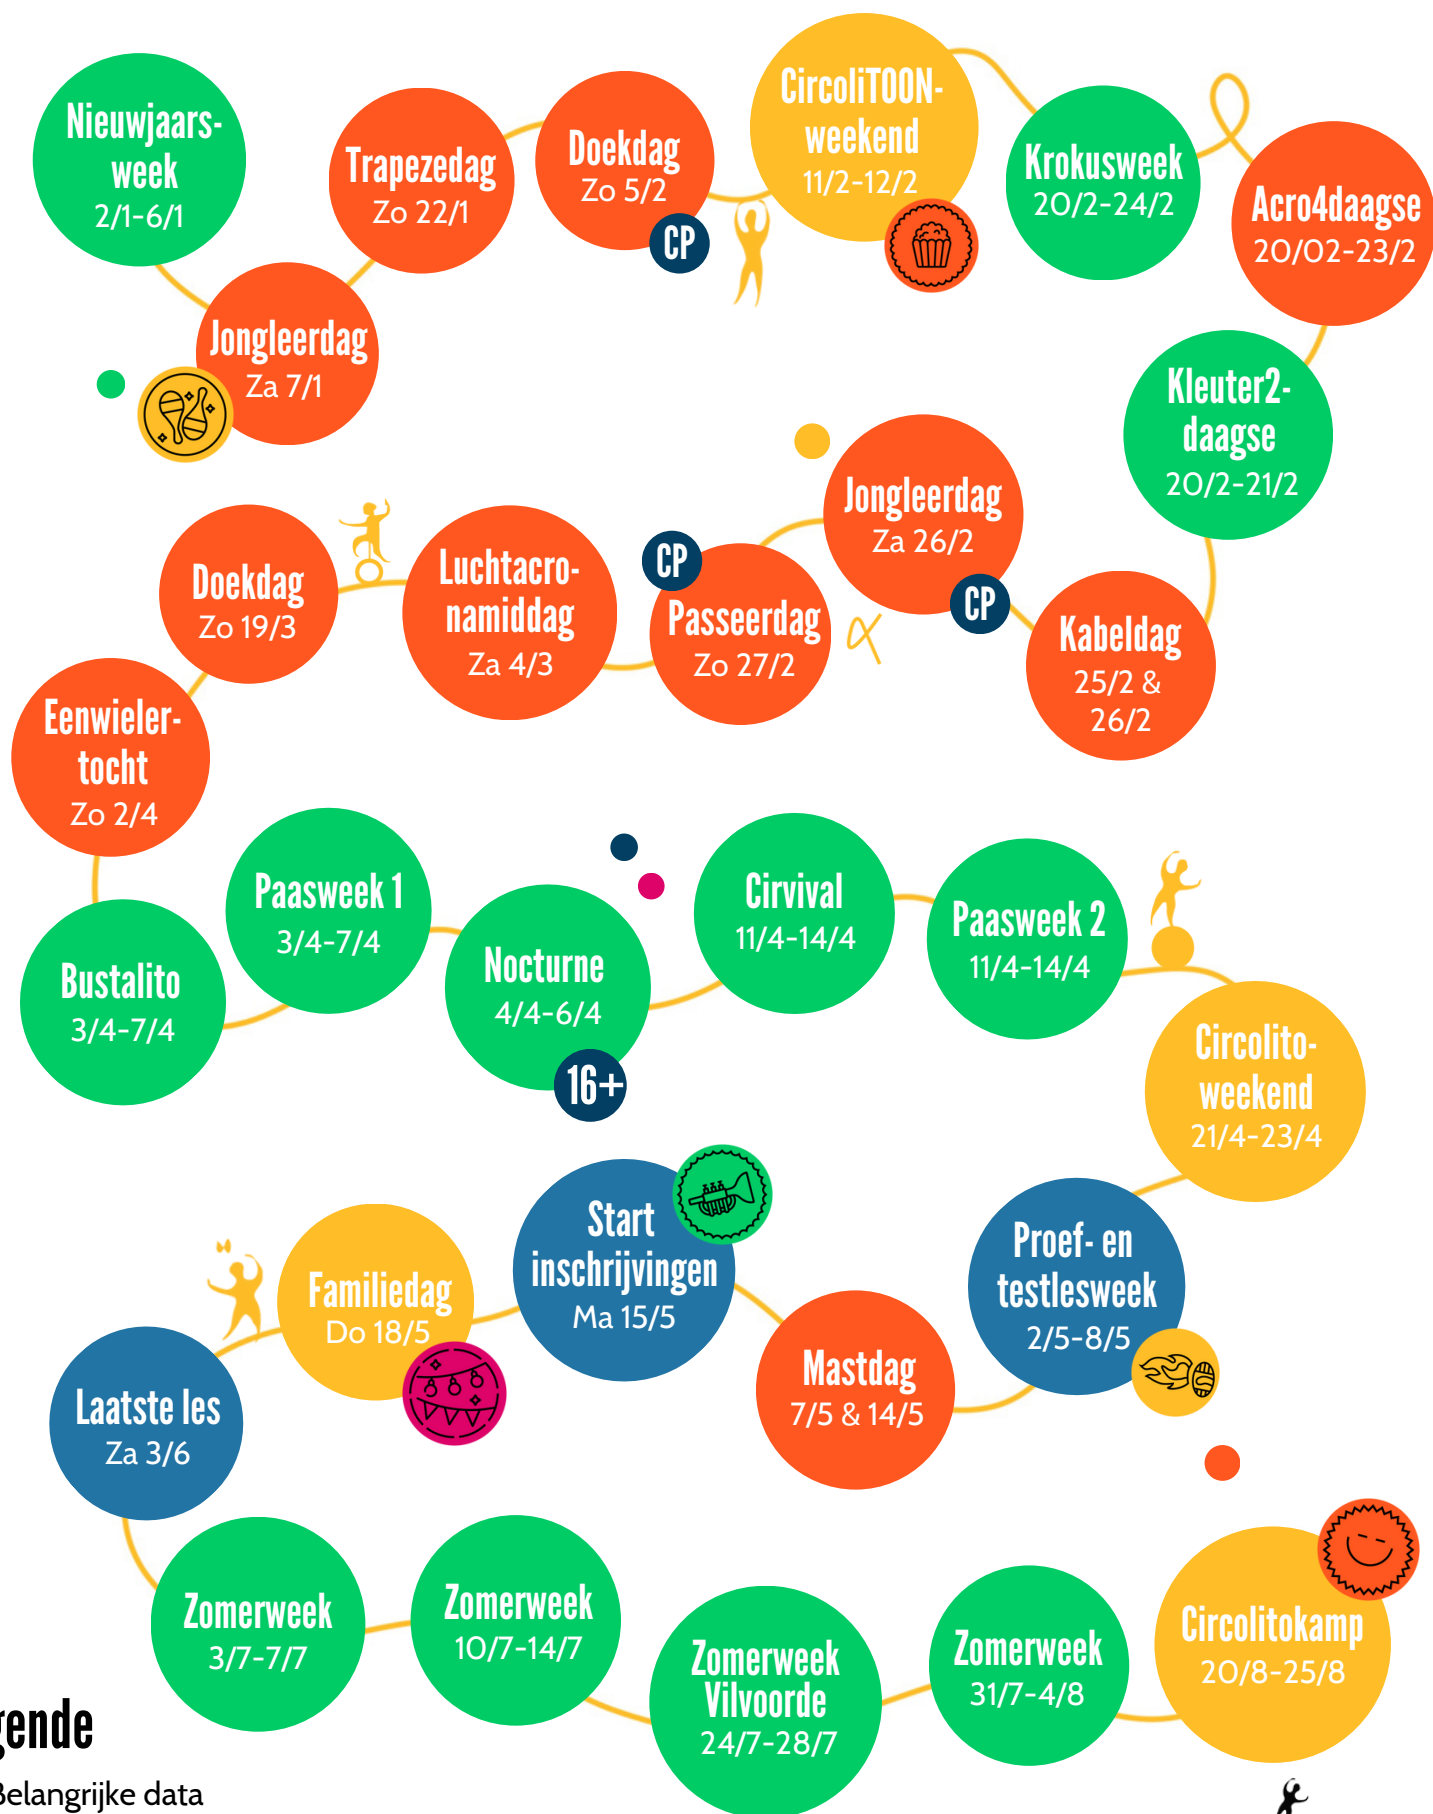 Nieuwjaars-
week
2/1-6/1
Jongleerdag
Za 7/1
Trapezedag
Zo 22/1
Doekdag
Zo 5/2
CP
CircoliTOON-
weekend
11/2-12/2
Krokusweek
20/2-24/2
Acro4daagse
20/02-23/2
Kleuter2-
daagse
20/2-21/2
Kabeldag
25/2 &
26/2
Jongleerdag
Za 26/2
CP
CP
Passeerdag
Zo 27/2
Luchtacro-
namiddag
Za 4/3
Doekdag
Zo 19/3
Eenwieler-
tocht
Zo 2/4
Bustalito
3/4-7/4
Paasweek 1
3/4-7/4
Nocturne
4/4-6/4
16+
Cirvival
11/4-14/4
Paasweek 2
11/4-14/4
Circolito-
weekend
21/4-23/4
Proef- en
testlesweek
2/5-8/5
Mastdag
7/5 & 14/5
Start
inschrijvingen
Ma 15/5
Familiedag
Do 18/5
Laatste les
Za 3/6
Zomerweek
3/7-7/7
Zomerweek
10/7-14/7
Zomerweek
Vilvoorde
24/7-28/7
Zomerweek
31/7-4/8
Circolitokamp
20/8-25/8
gende
Belangrijke data